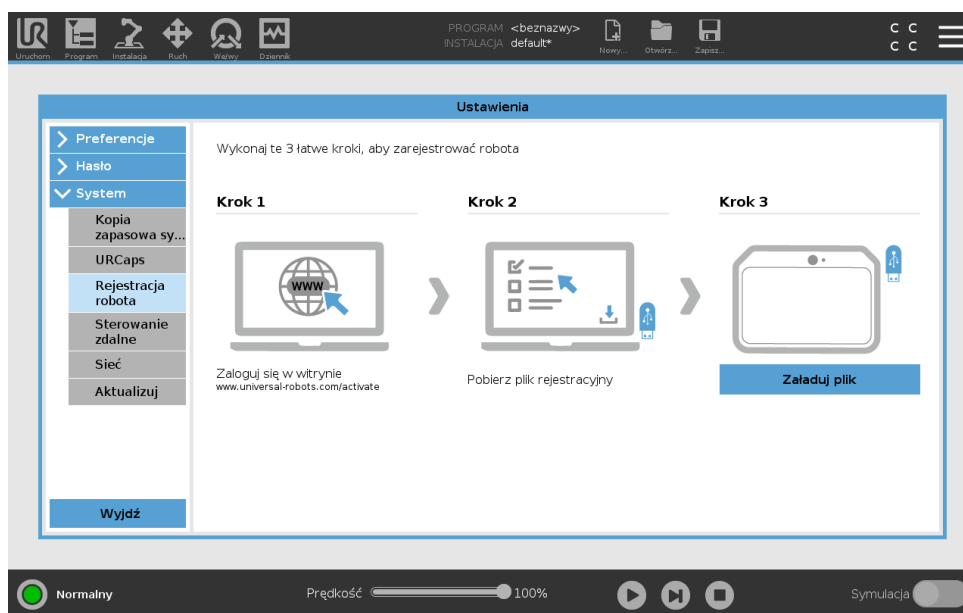 UR
PROGRAM <beznazwy>
INSTALACJA default*
Uruchom Program Instalacja Ruch We/wy Dziennik Nowy... Otwórz... Zapisz...
C C
C C
Ustawienia
Preferencje
Hasło
System
Kopia
zapasowa sy...
URCaps
Rejestracja
robota
Sterowanie
zdalne
Sieć
Aktualizuj
Wyjdź
Wykonaj te 3 łatwe kroki, aby zarejestrować robota
Krok 1
www
Zaloguj się w witrynie
www.universal-robots.com/activate
Krok 2
Pobierz plik rejestracyjny
Krok 3
Załaduj plik
Normalny
Prędkość 100%
Symulacja